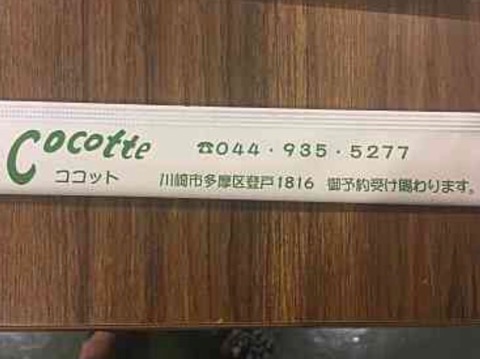 Cocotte ☎044・935・5277
ココット 川崎市多摩区登戸1816 御予約受け賜わります。